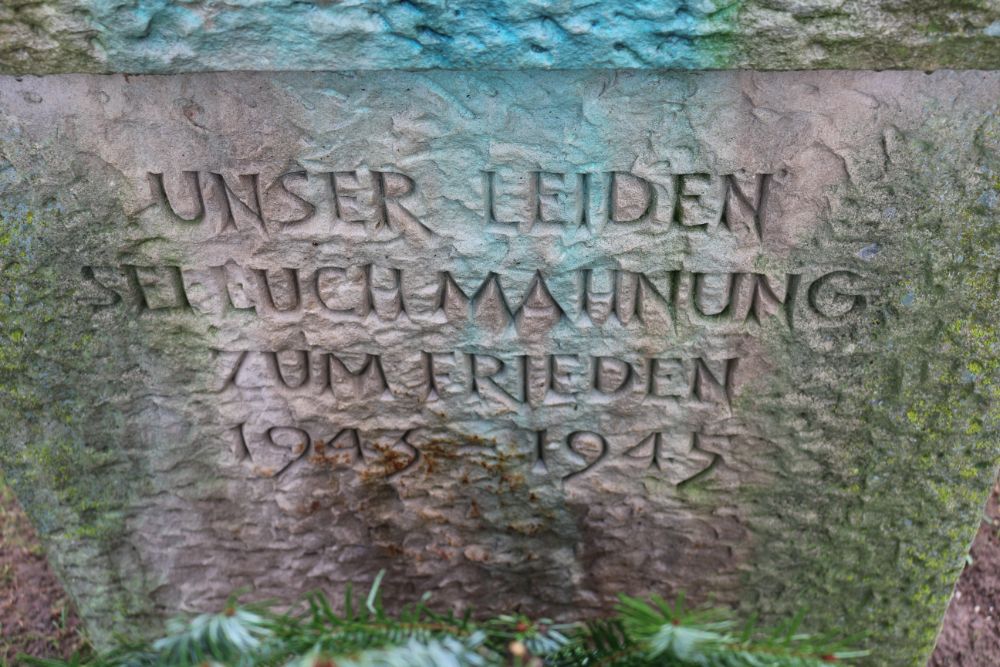 UNSER LEIDEN
SEI EUCH MAHNUNG
ZUM FRIEDEN
1943 1945